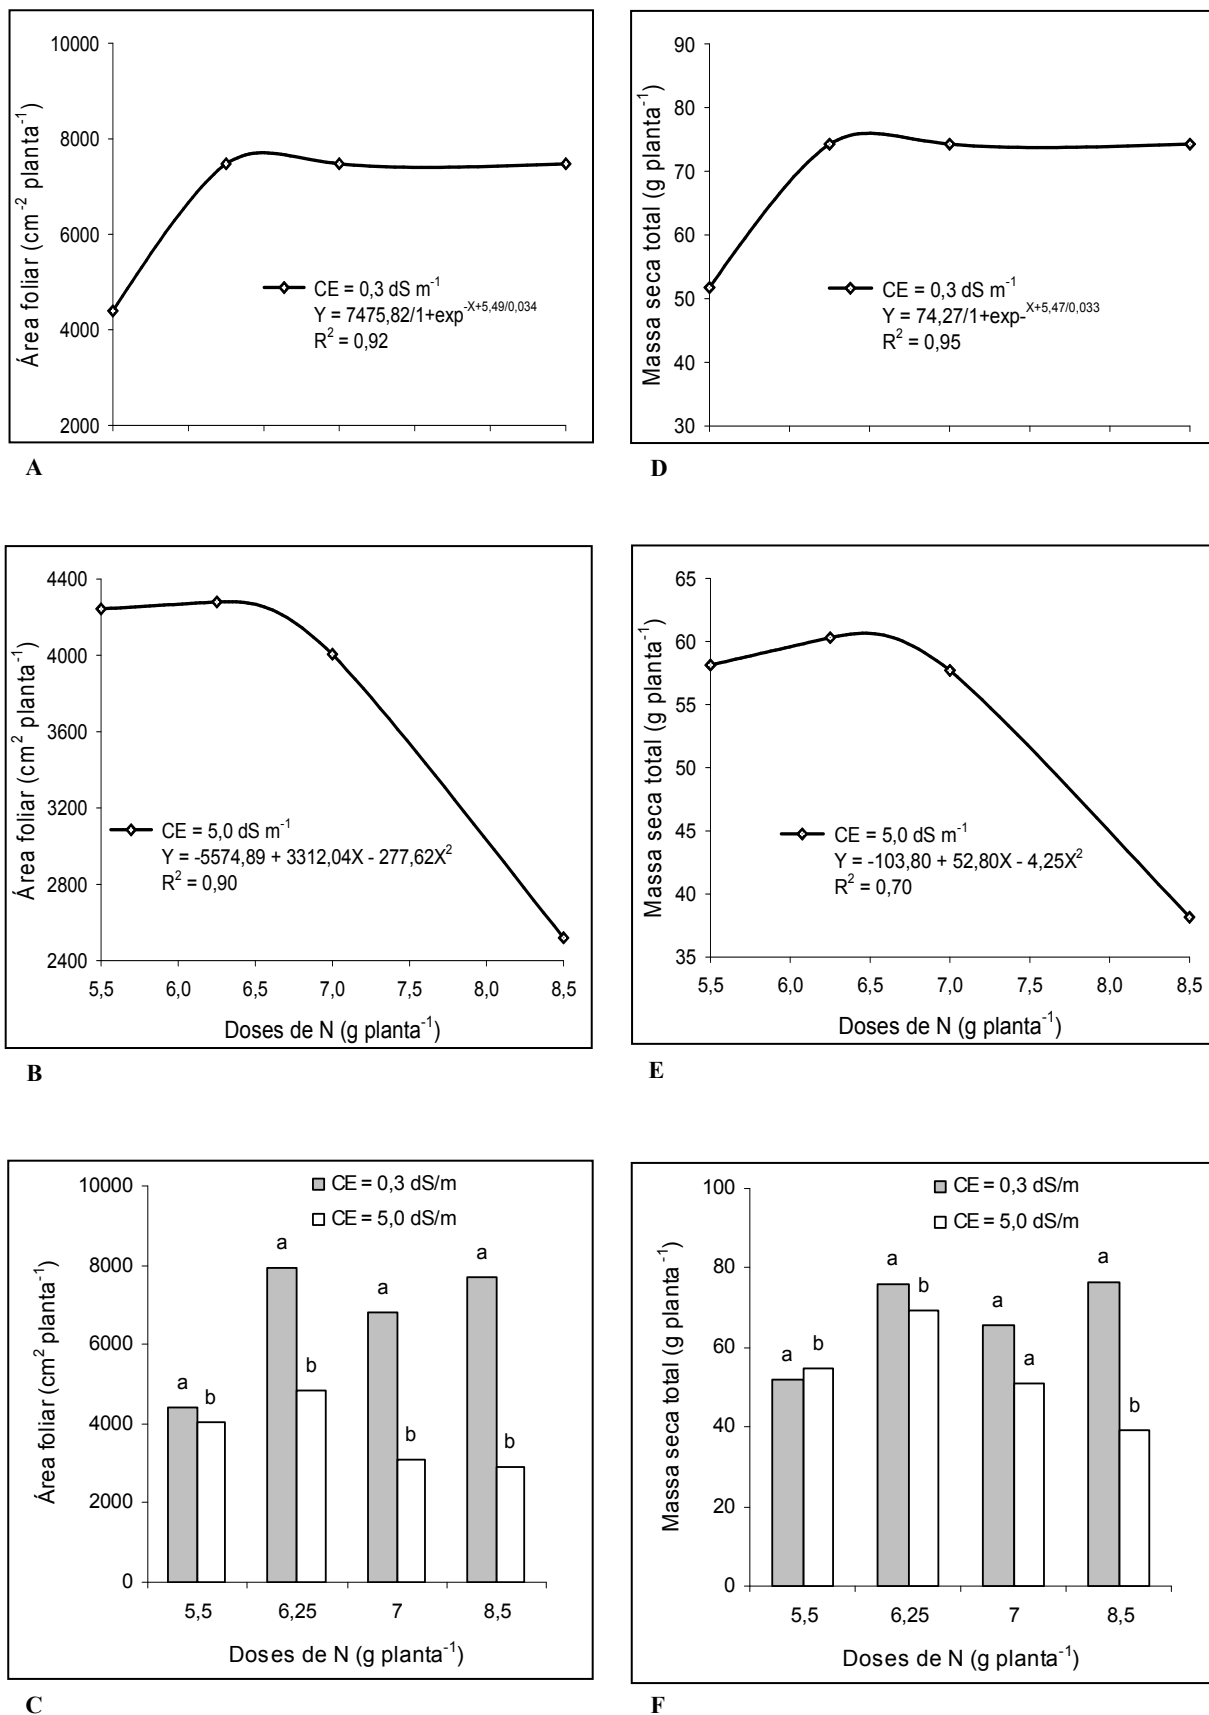 10000
8000
6000
4000
2000
Área foliar (cm⁻² planta⁻¹)
CE = 0,3 dS m⁻¹
Y = 7475,82/1+exp⁻ˣ⁺⁵,⁴⁹/⁰,⁰³⁴
R² = 0,92
A
90
80
70
60
50
40
30
Massa seca total (g planta⁻¹)
CE = 0,3 dS m⁻¹
Y = 74,27/1+exp-ˣ⁺⁵,⁴⁷/⁰,⁰³³
R² = 0,95
D
4400
4000
3600
3200
2800
2400
Área foliar (cm² planta⁻¹)
CE = 5,0 dS m⁻¹
Y = -5574,89 + 3312,04X - 277,62X²
R² = 0,90
5,5 6,0 6,5 7,0 7,5 8,0 8,5
Doses de N (g planta⁻¹)
B
65
60
55
50
45
40
35
Massa seca total (g planta⁻¹)
CE = 5,0 dS m⁻¹
Y = -103,80 + 52,80X - 4,25X²
R² = 0,70
5,5 6,0 6,5 7,0 7,5 8,0 8,5
Doses de N (g planta⁻¹)
E
10000
8000
6000
4000
2000
0
Área foliar (cm² planta⁻¹)
CE = 0,3 dS/m
CE = 5,0 dS/m
a b a b a b a b
5,5 6,25 7 8,5
Doses de N (g planta⁻¹)
C
100
80
60
40
20
0
Massa seca total (g planta⁻¹)
CE = 0,3 dS/m
CE = 5,0 dS/m
a b a b a a a b
5,5 6,25 7 8,5
Doses de N (g planta⁻¹)
F